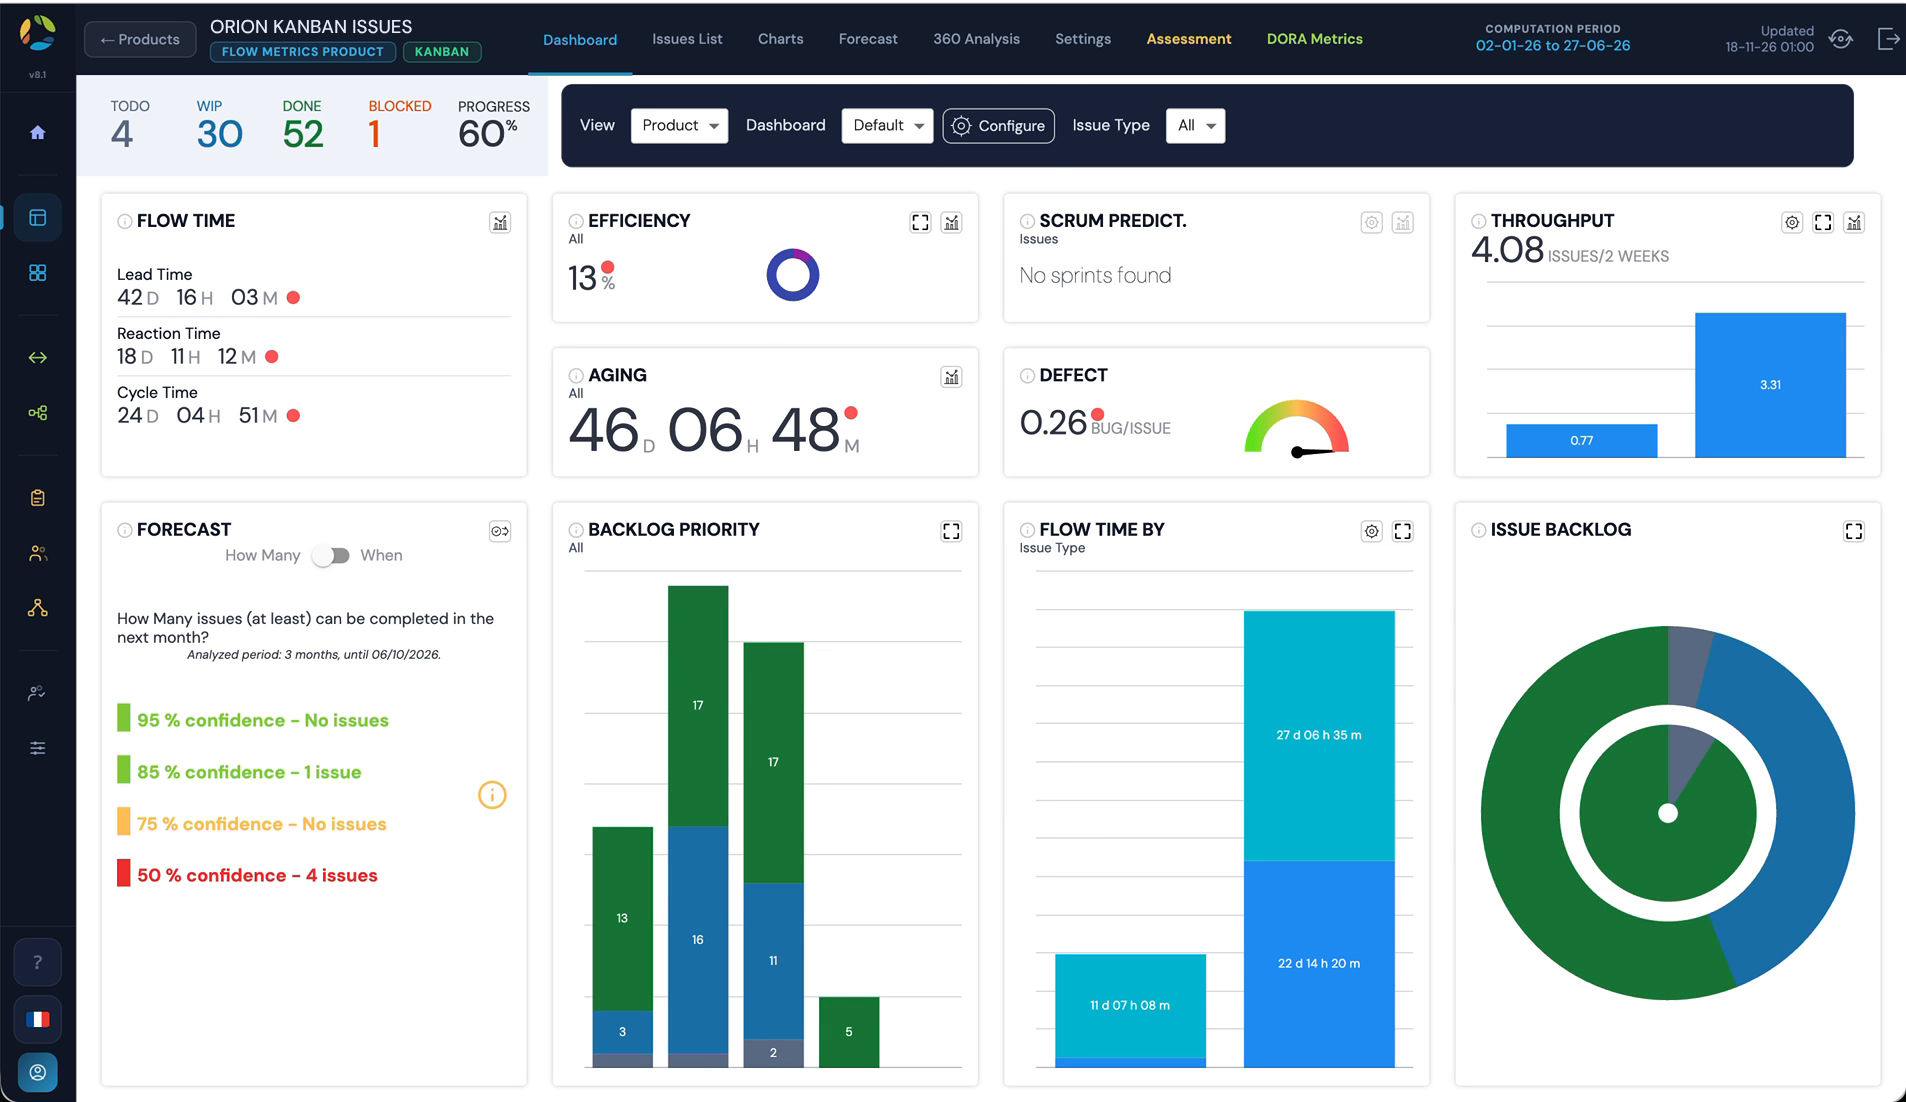 v8.1
← Products
ORION KANBAN ISSUES
FLOW METRICS PRODUCT
KANBAN
Dashboard
Issues List
Charts
Forecast
360 Analysis
Settings
Assessment
DORA Metrics
COMPUTATION PERIOD
02-01-26 to 27-06-26
Updated
18-11-26 01:00
TODO
4
WIP
30
DONE
52
BLOCKED
1
PROGRESS
60%
View
Product
Dashboard
Default
Configure
Issue Type
All
FLOW TIME
Lead Time
42 D 16 H 03 M
Reaction Time
18 D 11 H 12 M
Cycle Time
24 D 04 H 51 M
EFFICIENCY
All
13 %
AGING
All
46 D 06 H 48 M
SCRUM PREDICT.
Issues
No sprints found
DEFECT
0.26 BUG/ISSUE
THROUGHPUT
4.08 ISSUES/2 WEEKS
0.77
3.31
FORECAST
How Many
When
How Many issues (at least) can be completed in the
next month?
Analyzed period: 3 months, until 06/10/2026.
95 % confidence - No issues
85 % confidence - 1 issue
75 % confidence - No issues
50 % confidence - 4 issues
BACKLOG PRIORITY
All
13
3
17
16
17
11
2
5
FLOW TIME BY
Issue Type
11 d 07 h 08 m
27 d 06 h 35 m
22 d 14 h 20 m
ISSUE BACKLOG
?